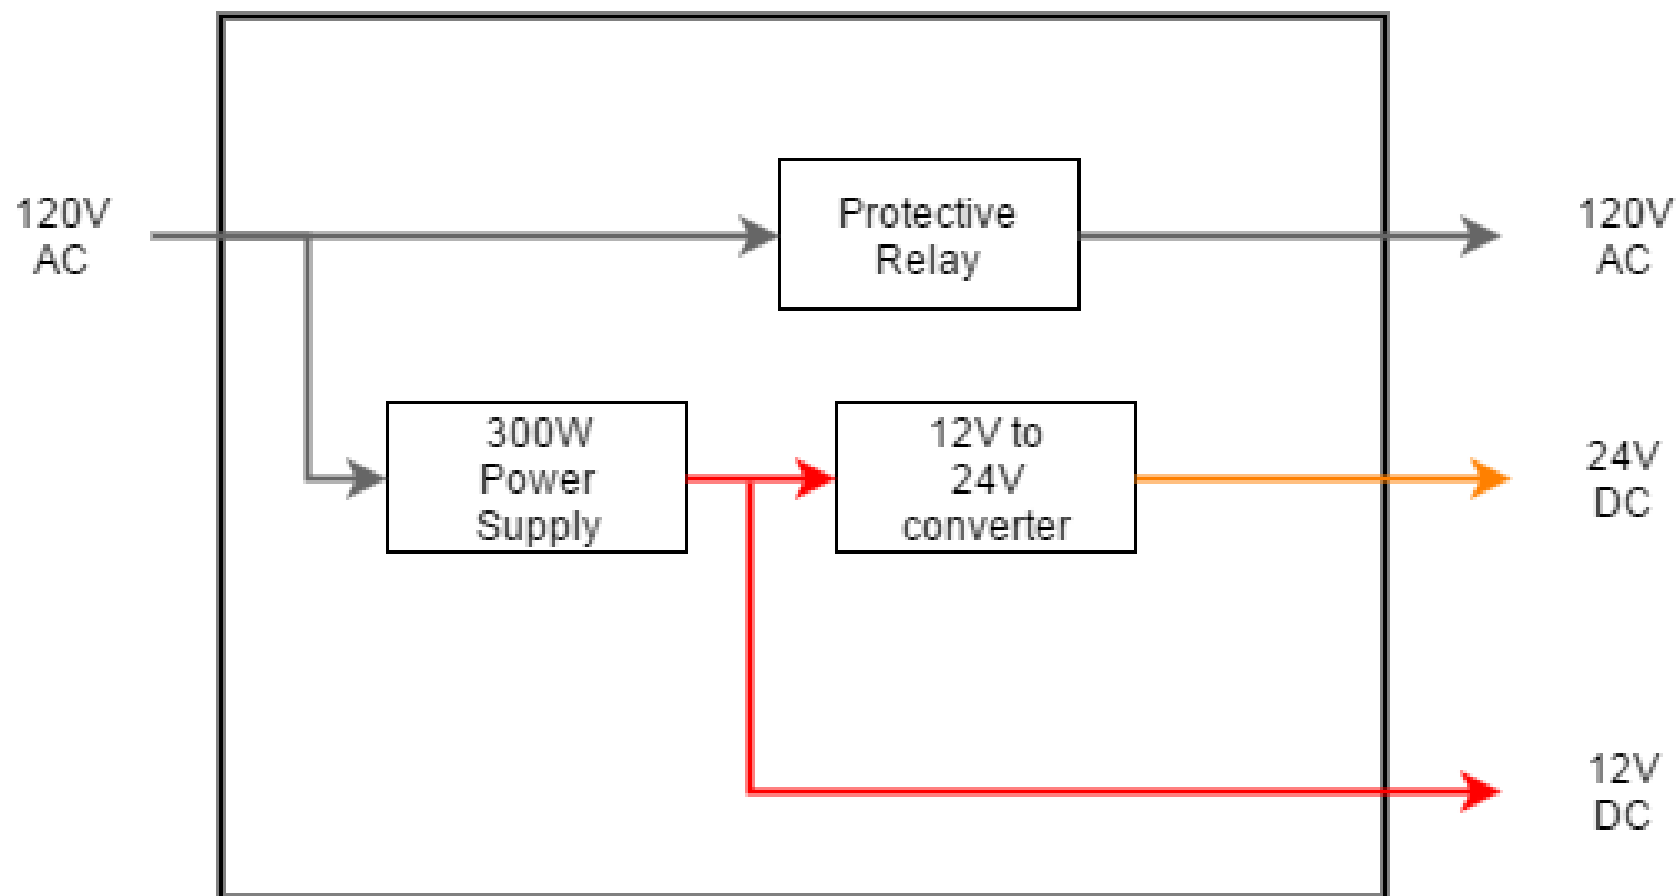 120V
AC
Protective
Relay
120V
AC
300W
Power
Supply
12V to
24V
converter
24V
DC
12V
DC